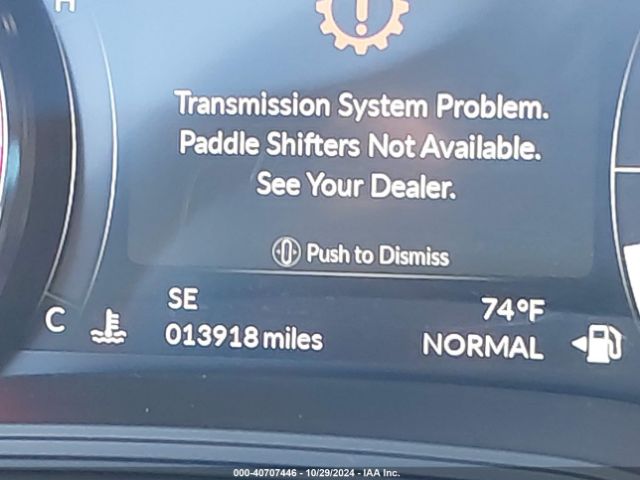 H
Transmission System Problem.
Paddle Shifters Not Available.
See Your Dealer.
Push to Dismiss
SE
74°F
C
013918 miles
NORMAL
000-40707446 - 10/29/2024 - IAA Inc.